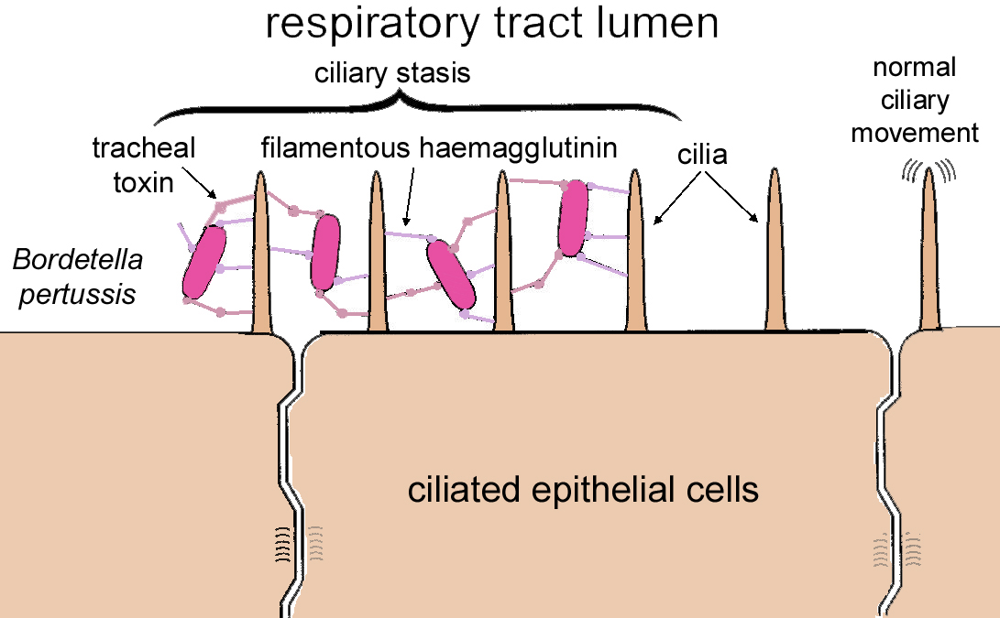 respiratory tract lumen
ciliary stasis
normal
ciliary
movement
tracheal
toxin
filamentous haemagglutinin
cilia
Bordetella
pertussis
ciliated epithelial cells